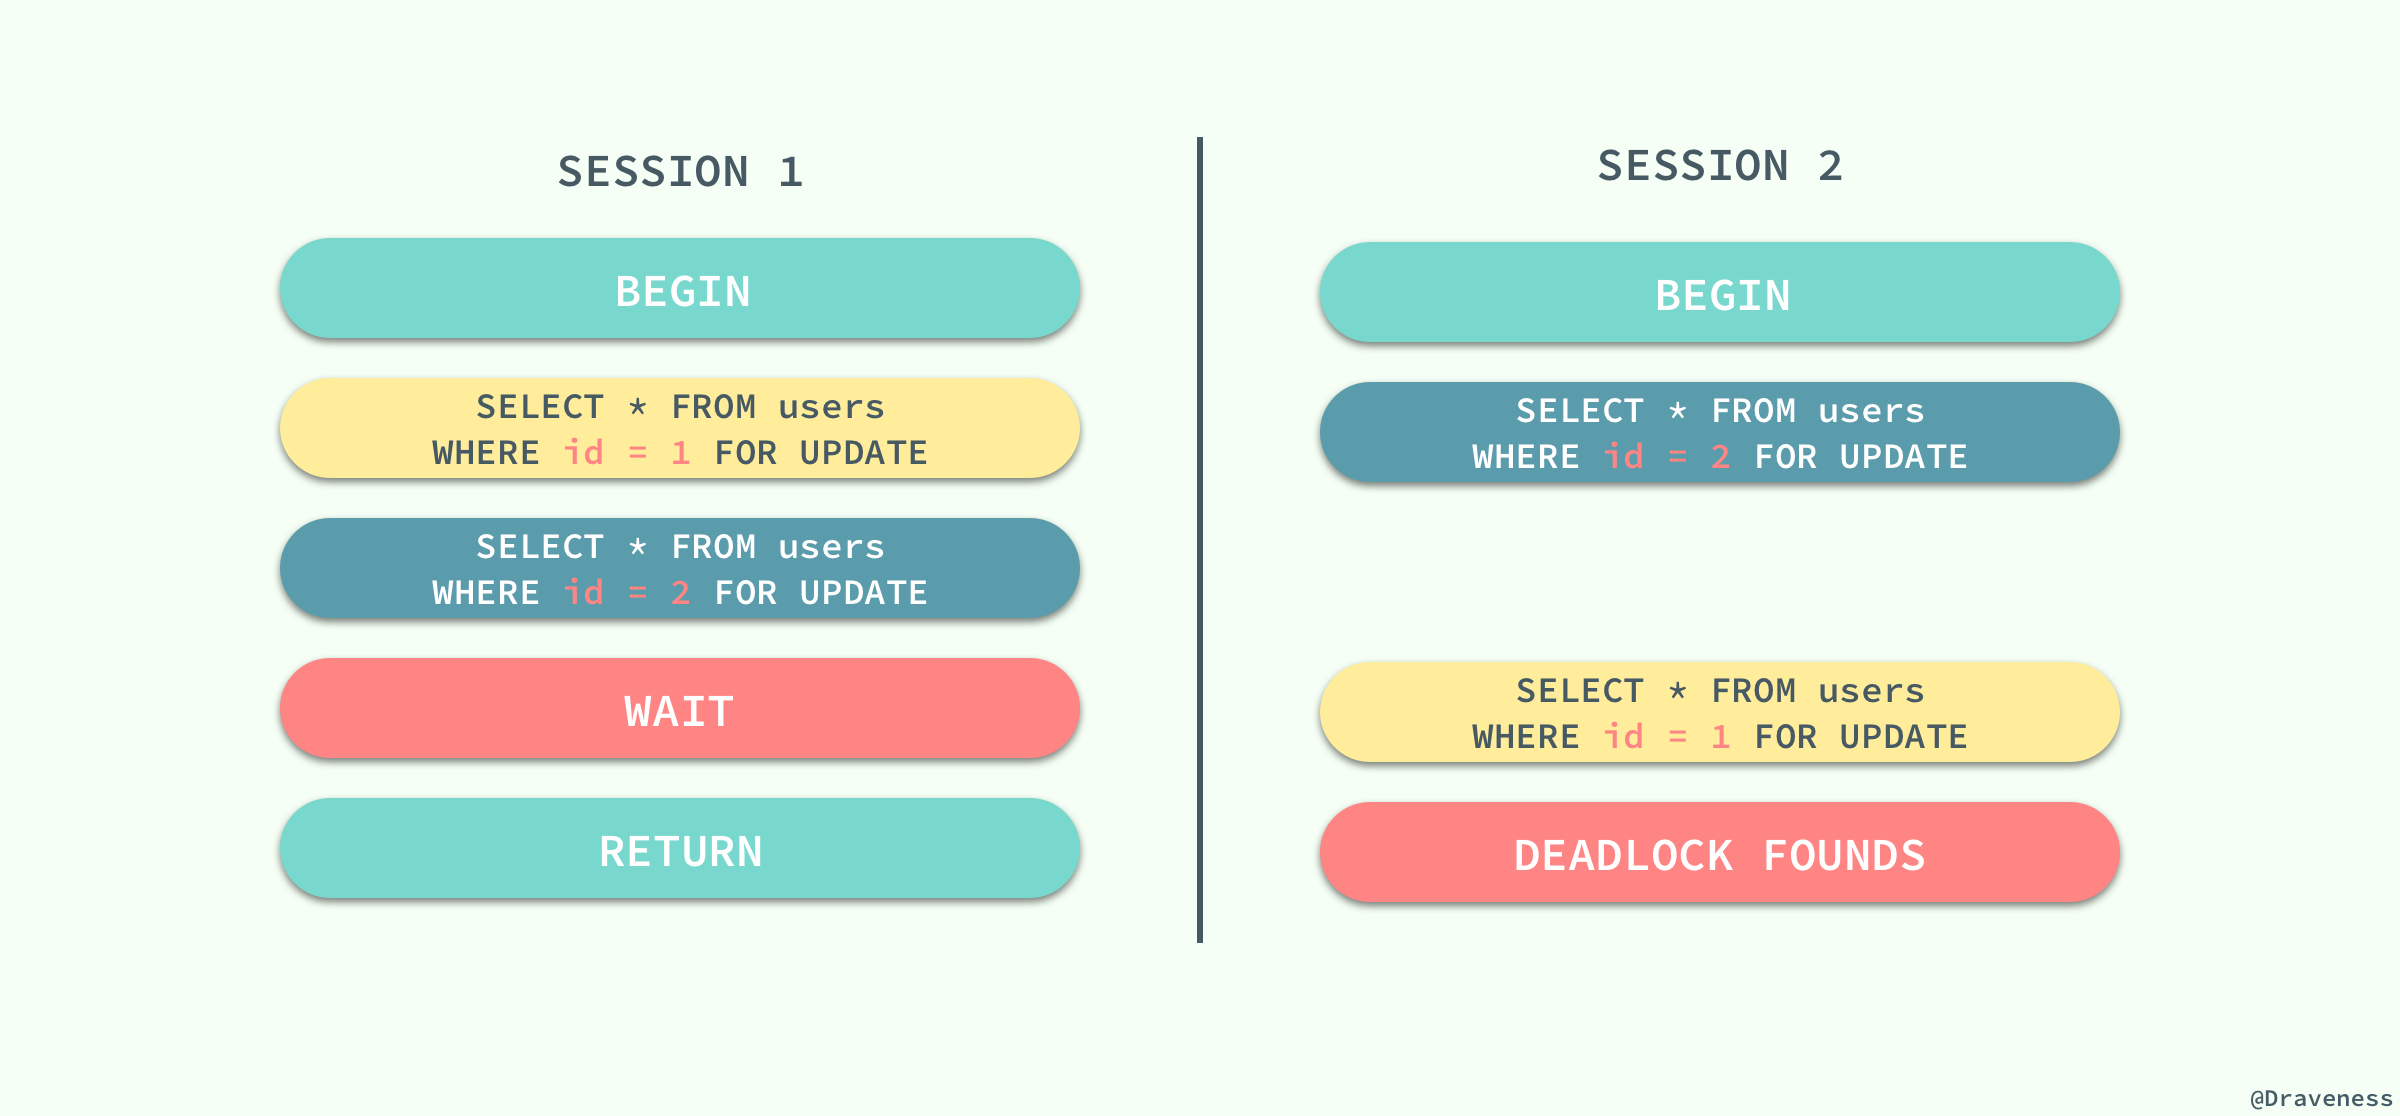 SESSION 1
BEGIN
SELECT * FROM users
WHERE id = 1 FOR UPDATE
SELECT * FROM users
WHERE id = 2 FOR UPDATE
WAIT
RETURN
SESSION 2
BEGIN
SELECT * FROM users
WHERE id = 2 FOR UPDATE
SELECT * FROM users
WHERE id = 1 FOR UPDATE
DEADLOCK FOUNDS
@Draveness